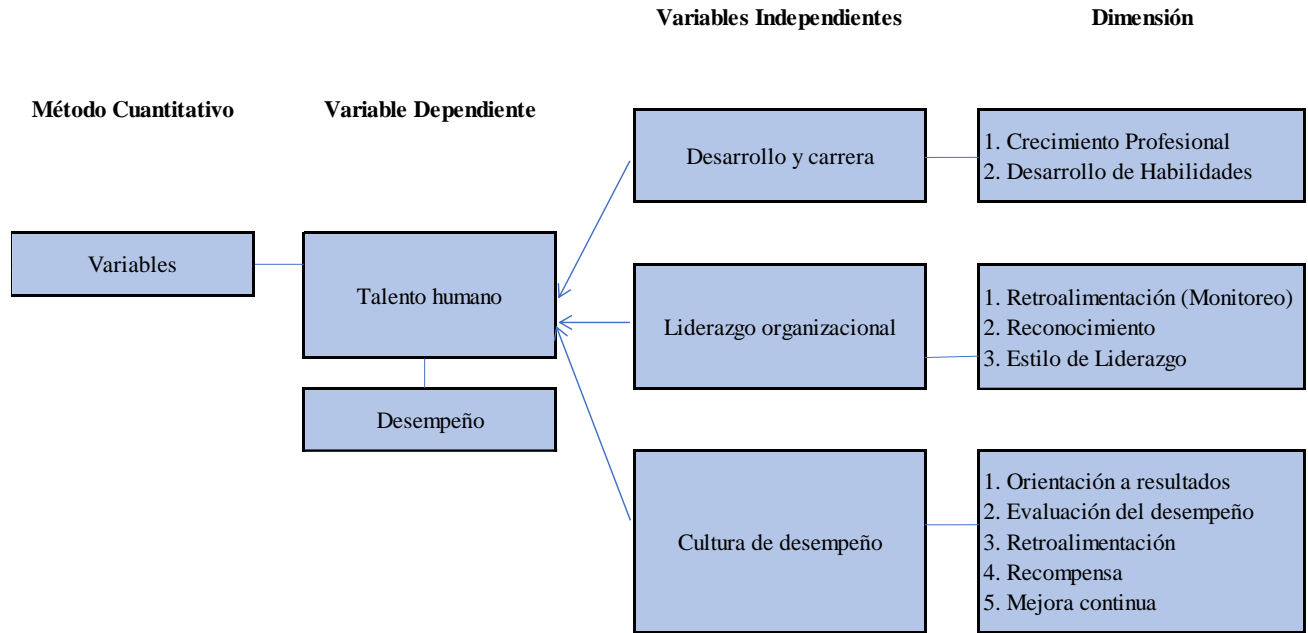 Variables Independientes
Dimensión
Método Cuantitativo
Variable Dependiente
Desarrollo y carrera
1. Crecimiento Profesional
2. Desarrollo de Habilidades
Variables
Talento humano
Liderazgo organizacional
1. Retroalimentación (Monitoreo)
2. Reconocimiento
3. Estilo de Liderazgo
Desempeño
Cultura de desempeño
1. Orientación a resultados
2. Evaluación del desempeño
3. Retroalimentación
4. Recompensa
5. Mejora continua